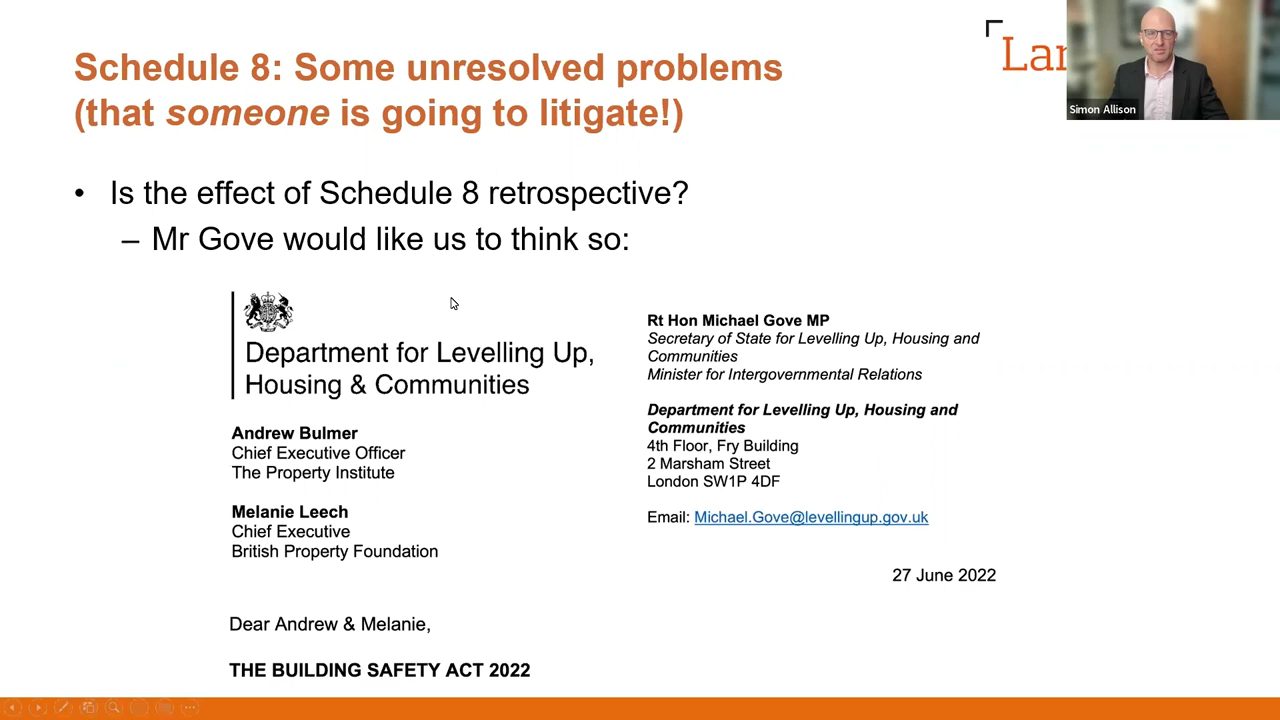 Schedule 8: Some unresolved problems
(that someone is going to litigate!)
Simon Allison
• Is the effect of Schedule 8 retrospective?
– Mr Gove would like us to think so:
Department for Levelling Up,
Housing & Communities
Andrew Bulmer
Chief Executive Officer
The Property Institute
Melanie Leech
Chief Executive
British Property Foundation
Rt Hon Michael Gove MP
Secretary of State for Levelling Up, Housing and
Communities
Minister for Intergovernmental Relations
Department for Levelling Up, Housing and
Communities
4th Floor, Fry Building
2 Marsham Street
London SW1P 4DF
Email: Michael.Gove@levellingup.gov.uk
27 June 2022
Dear Andrew & Melanie,
THE BUILDING SAFETY ACT 2022